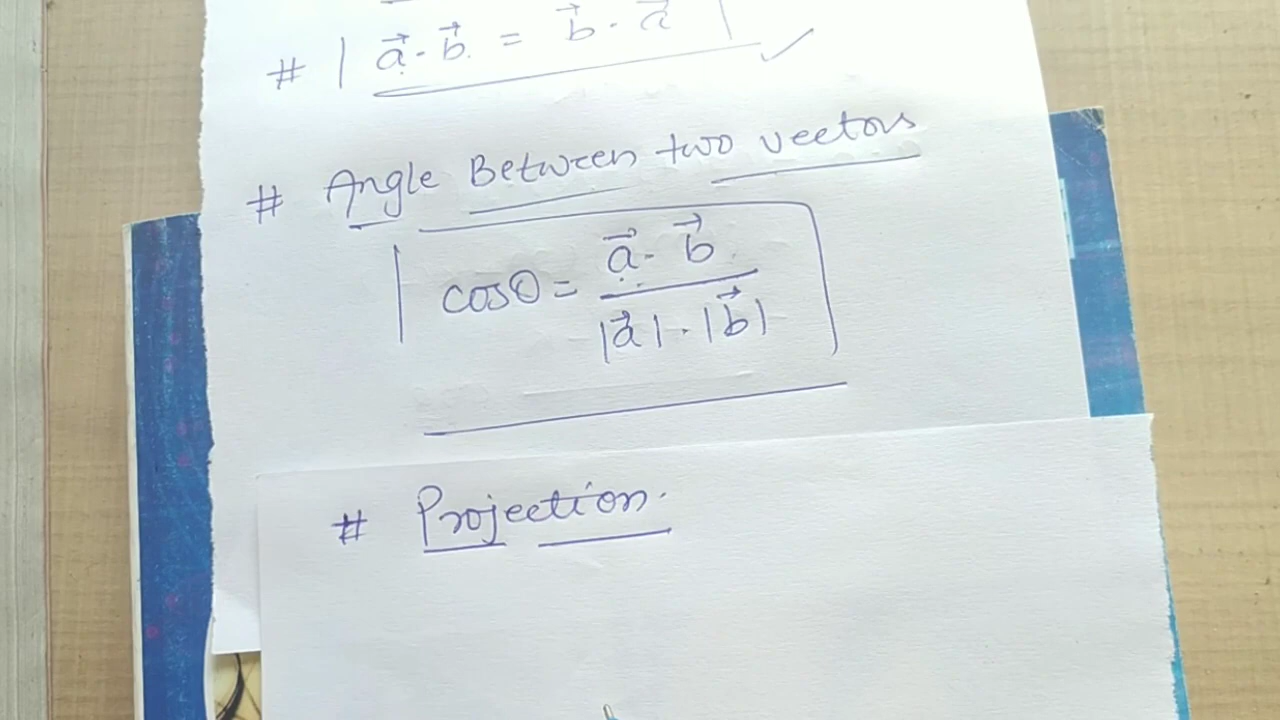 # | a⃗ · b⃗ = b⃗ · a⃗ |
# Angle Between two vectors
cosθ = a⃗ · b⃗
|a⃗| · |b⃗|
# Projection.